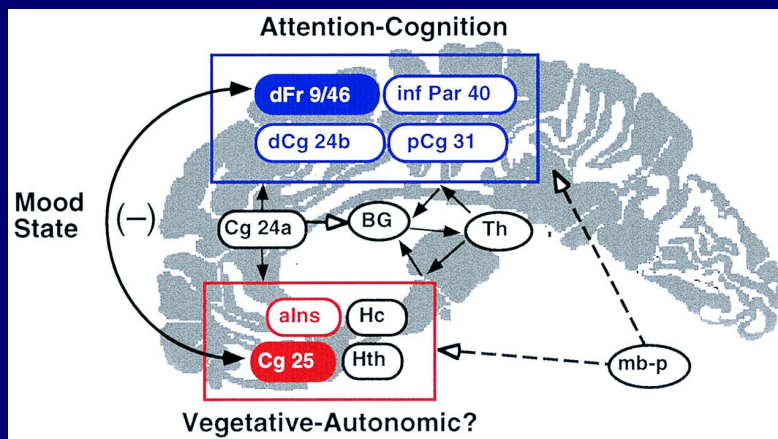 Attention-Cognition
dFr 9/46 inf Par 40
dCg 24b pCg 31
Mood
State
(–)
Cg 24a BG Th
aIns Hc
Cg 25 Hth
mb-p
Vegetative-Autonomic?